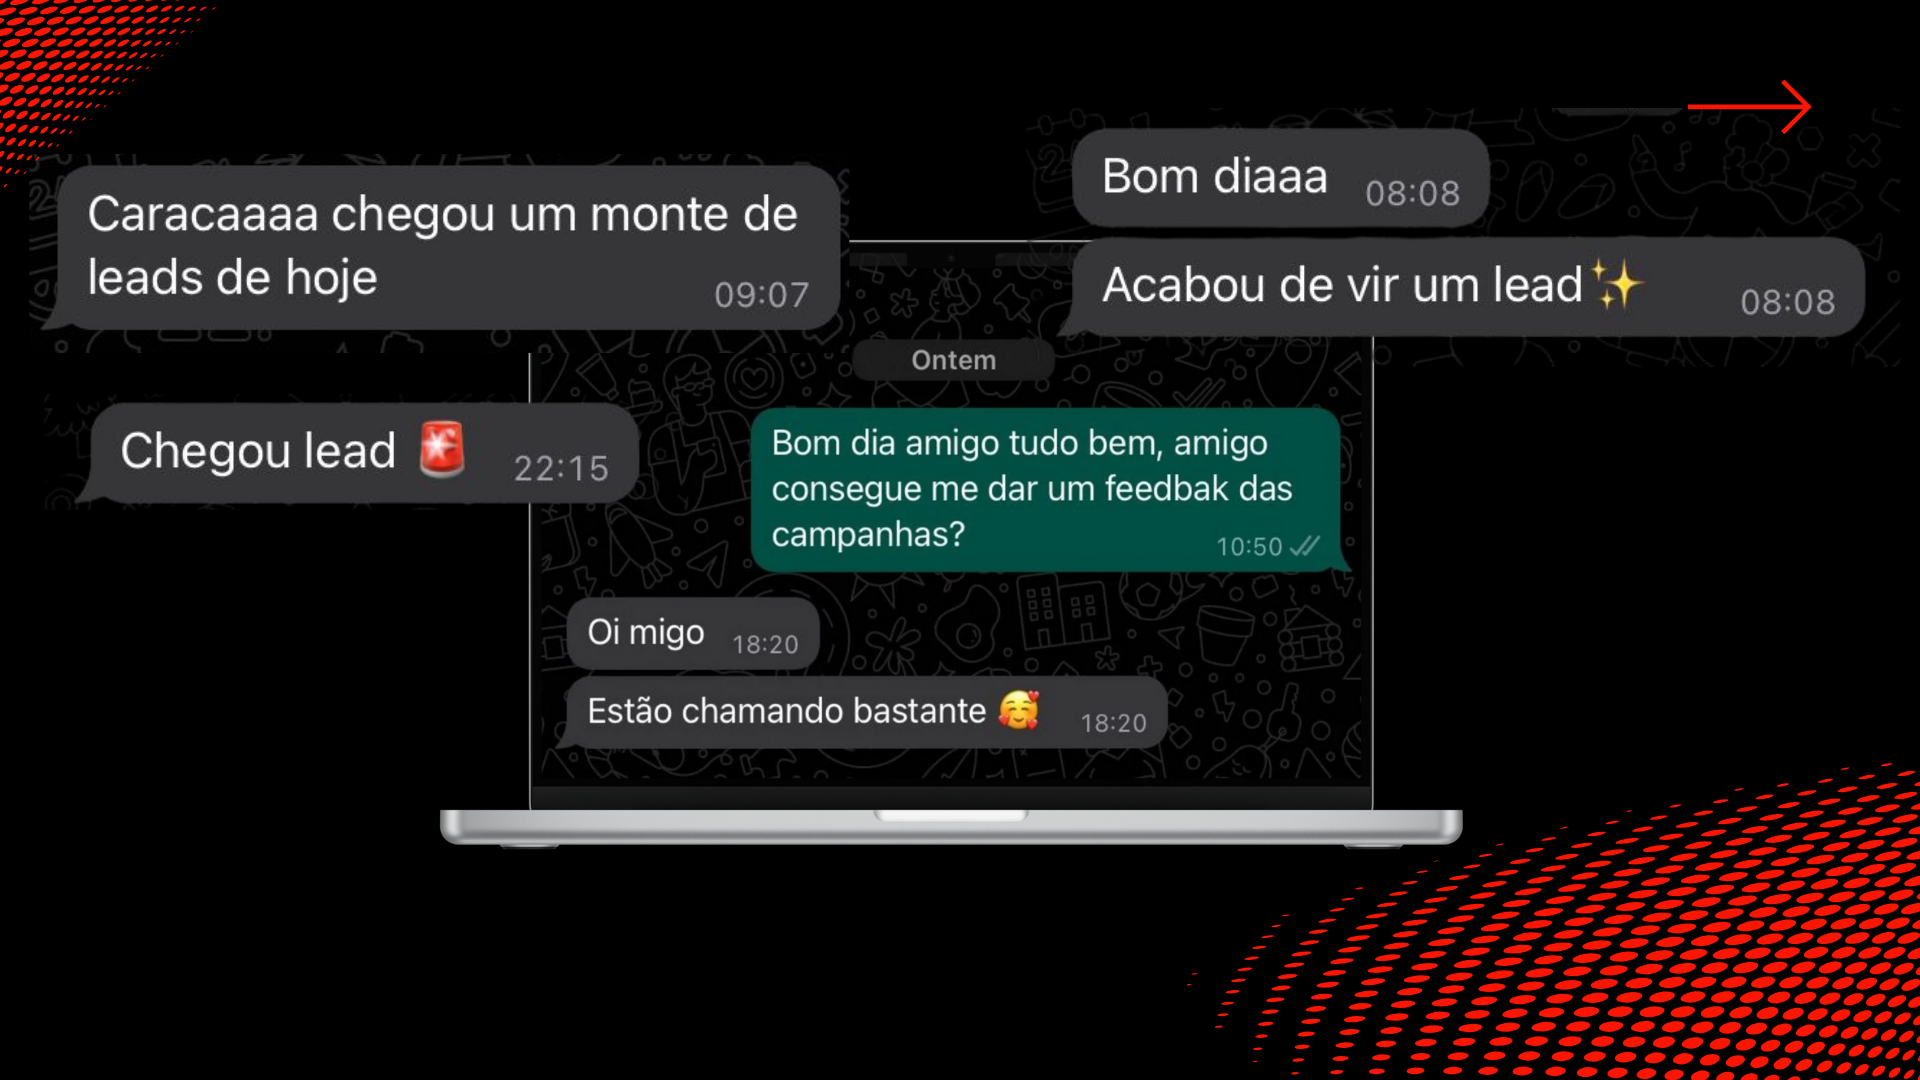 Caracaaaa chegou um monte de
leads de hoje
09:07
Bom diaaa 08:08
Acabou de vir um lead✨ 08:08
Chegou lead 🚨 22:15
Ontem
Bom dia amigo tudo bem, amigo
consegue me dar um feedbak das
campanhas?
10:50
Oi migo 18:20
Estão chamando bastante 🥰 18:20